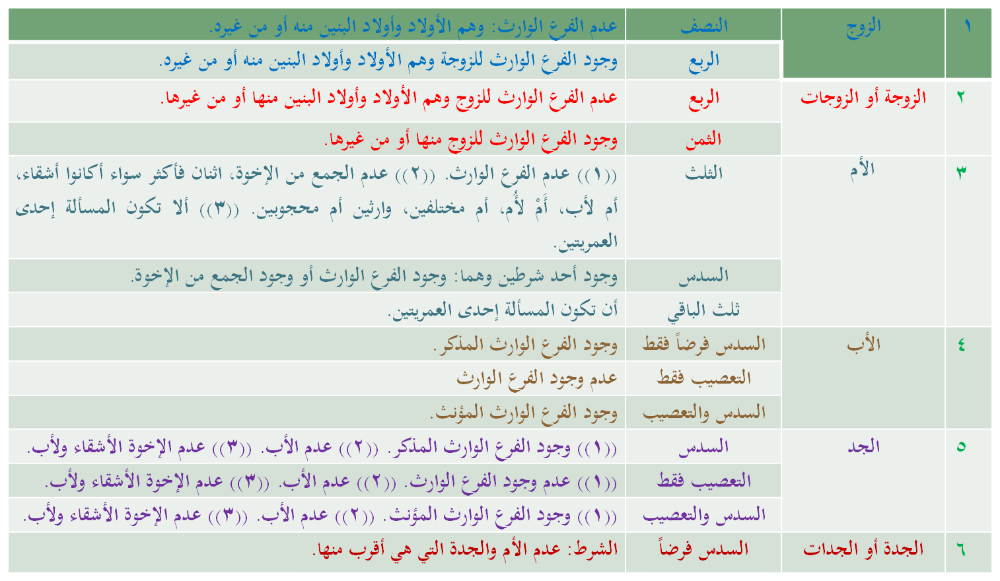 ١ الزوج النصف عدم الفرع الوارث: وهم الأولاد وأولاد البنين منه أو من غيره.
الربع وجود الفرع الوارث للزوجة وهم الأولاد وأولاد البنين منه أو من غيره.
٢ الزوجة أو الزوجات الربع عدم الفرع الوارث للزوج وهم الأولاد وأولاد البنين منها أو من غيرها.
الثمن وجود الفرع الوارث للزوج منها أو من غيرها.
٣ الأم الثلث ((١)) عدم الفرع الوارث. ((٢)) عدم الجمع من الإخوة، اثنان فأكثر سواء أكانوا أشقاء،
أم لأب، أَمْ لأُم، أم مختلفين، وارثين أم محجوبين. ((٣)) ألا تكون المسألة إحدى
العمريتين.
السدس وجود أحد شرطين وهما: وجود الفرع الوارث أو وجود الجمع من الإخوة.
ثلث الباقي أن تكون المسألة إحدى العمريتين.
٤ الأب السدس فرضاً فقط وجود الفرع الوارث المذكر.
التعصيب فقط عدم وجود الفرع الوارث
السدس والتعصيب وجود الفرع الوارث المؤنث.
٥ الجد السدس ((١)) وجود الفرع الوارث المذكر. ((٢)) عدم الأب. ((٣)) عدم الإخوة الأشقاء ولأب.
التعصيب فقط ((١)) عدم وجود الفرع الوارث. ((٢)) عدم الأب. ((٣)) عدم الإخوة الأشقاء ولأب.
السدس والتعصيب ((١)) وجود الفرع الوارث المؤنث. ((٢)) عدم الأب. ((٣)) عدم الإخوة الأشقاء ولأب.
٦ الجدة أو الجدات السدس فرضاً الشرط: عدم الأم والجدة التي هي أقرب منها.